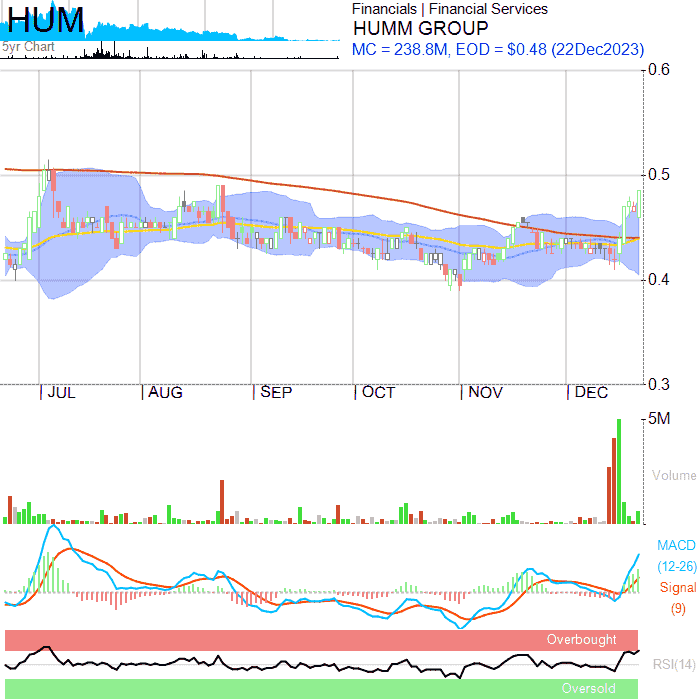 HUM
5yr Chart
Financials | Financial Services
HUMM GROUP
MC = 238.8M, EOD = $0.48 (22Dec2023)
0.6
0.5
0.4
0.3
JUL AUG SEP OCT NOV DEC
5M
Volume
MACD
(12-26)
Signal
(9)
Overbought
RSI(14)
Oversold